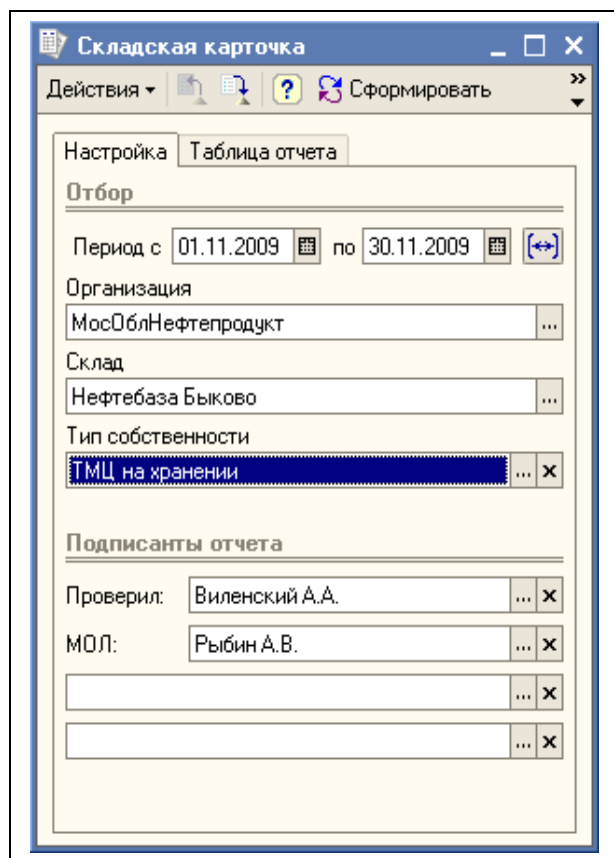 Складская карточка
Действия Сформировать
Настройка Таблица отчета
Отбор
Период с 01.11.2009 по 30.11.2009
Организация
МосОблНефтепродукт ...
Склад
Нефтебаза Быково ...
Тип собственности
ТМЦ на хранении ...
Подписанты отчета
Проверил: Виленский А.А. ...
МОЛ: Рыбин А.В. ...
...
...